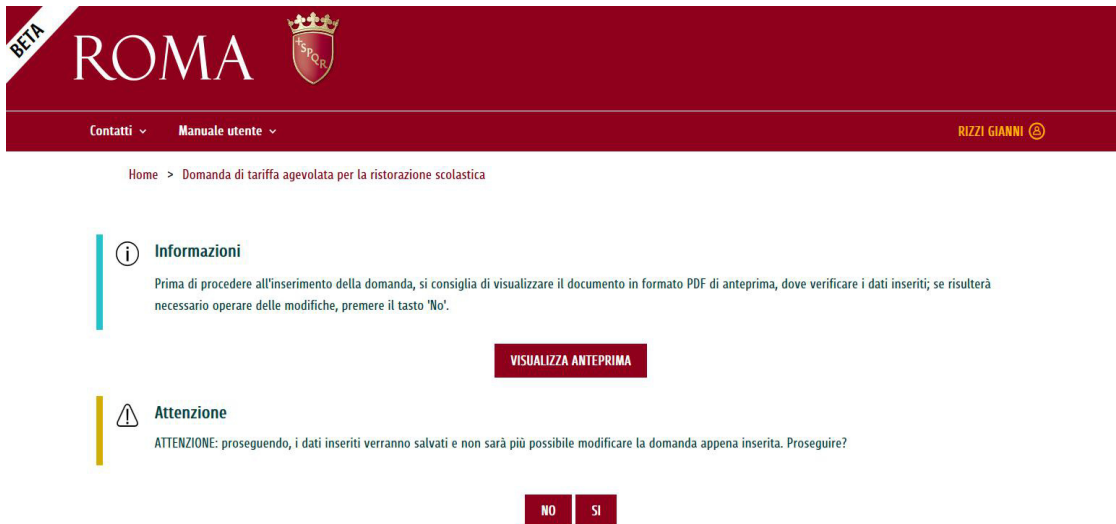 BETA
ROMA
SPQR
Contatti
Manuale utente
RIZZI GIANNI
Home > Domanda di tariffa agevolata per la ristorazione scolastica
Informazioni
Prima di procedere all'inserimento della domanda, si consiglia di visualizzare il documento in formato PDF di anteprima, dove verificare i dati inseriti; se risulterà
necessario operare delle modifiche, premere il tasto 'No'.
VISUALIZZA ANTEPRIMA
Attenzione
ATTENZIONE: proseguendo, i dati inseriti verranno salvati e non sarà più possibile modificare la domanda appena inserita. Proseguire?
NO SI